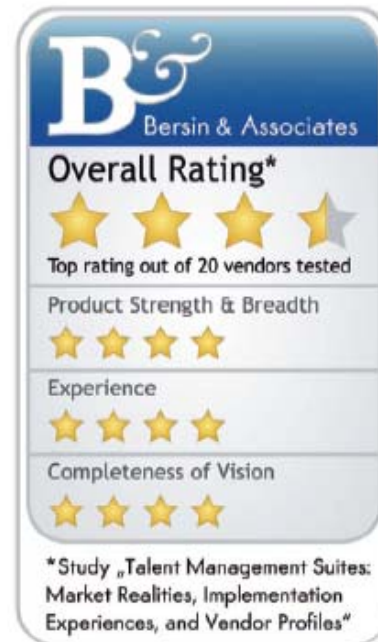 B&
Bersin & Associates
Overall Rating*
Top rating out of 20 vendors tested
Product Strength & Breadth
Experience
Completeness of Vision
*Study „Talent Management Suites:
Market Realities, Implementation
Experiences, and Vendor Profiles“